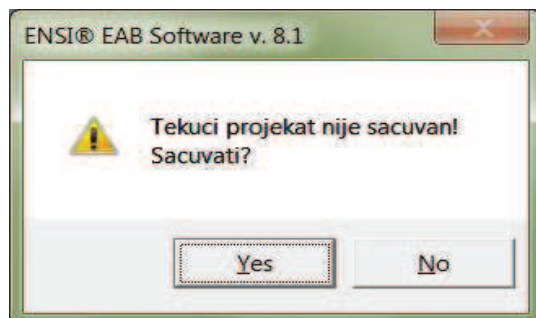 ENSI® EAB Software v. 8.1
Tekuci projekat nije sacuvan!
Sacuvati?
Yes
No